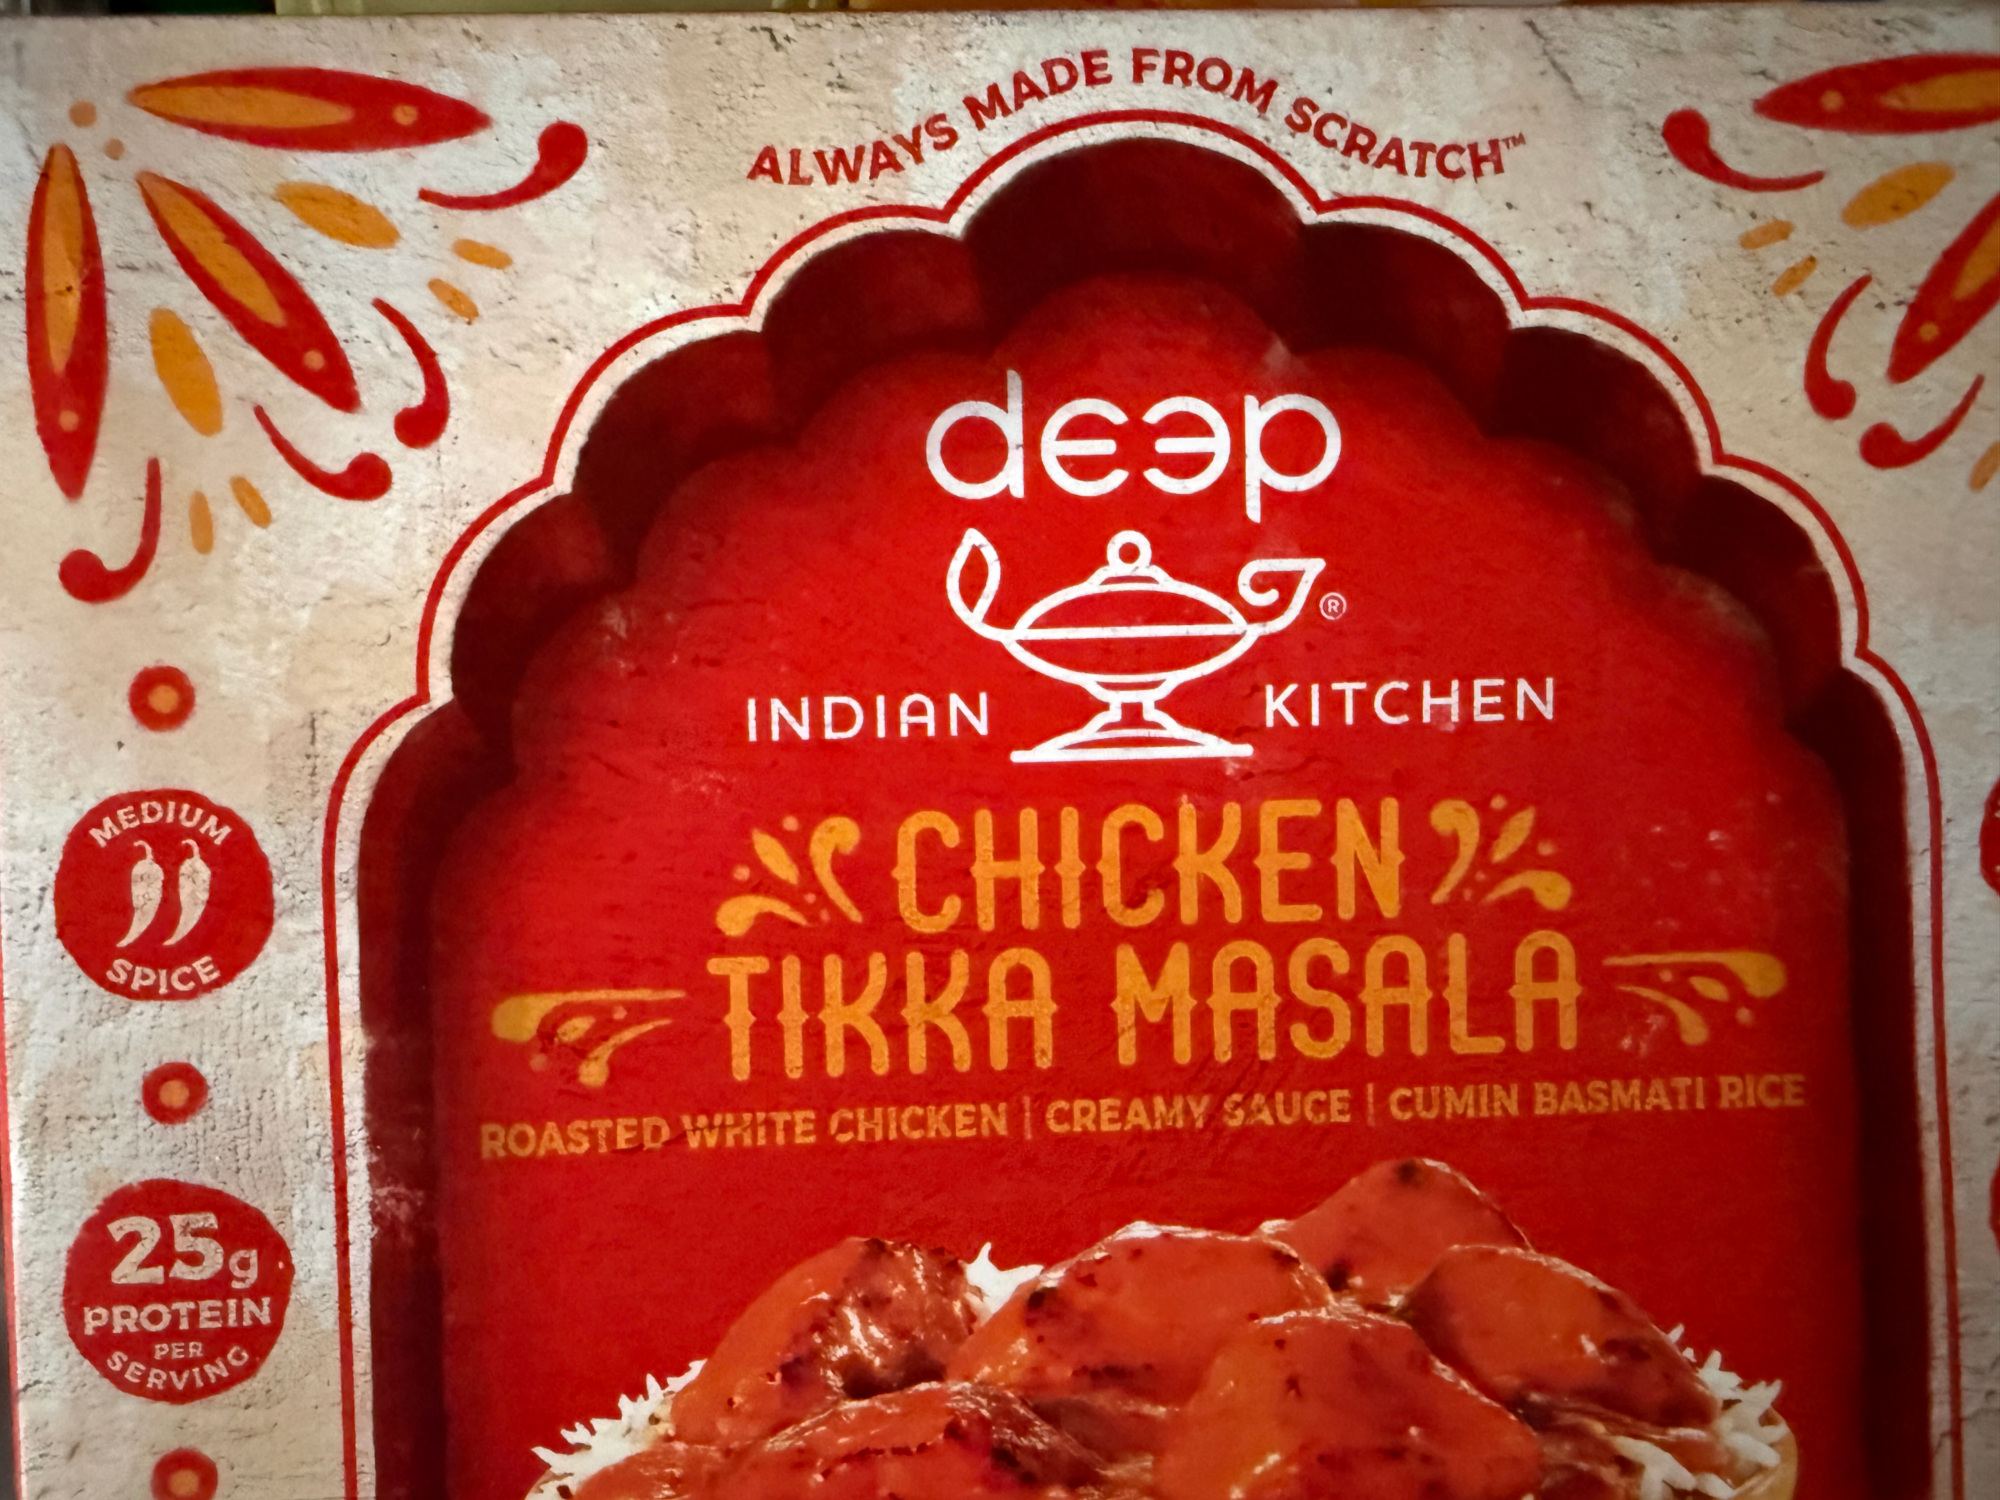 ALWAYS MADE FROM SCRATCH™
deep
®
INDIAN KITCHEN
CHICKEN
TIKKA MASALA
ROASTED WHITE CHICKEN | CREAMY SAUCE | CUMIN BASMATI RICE
MEDIUM
SPICE
25g
PROTEIN
PER
SERVING